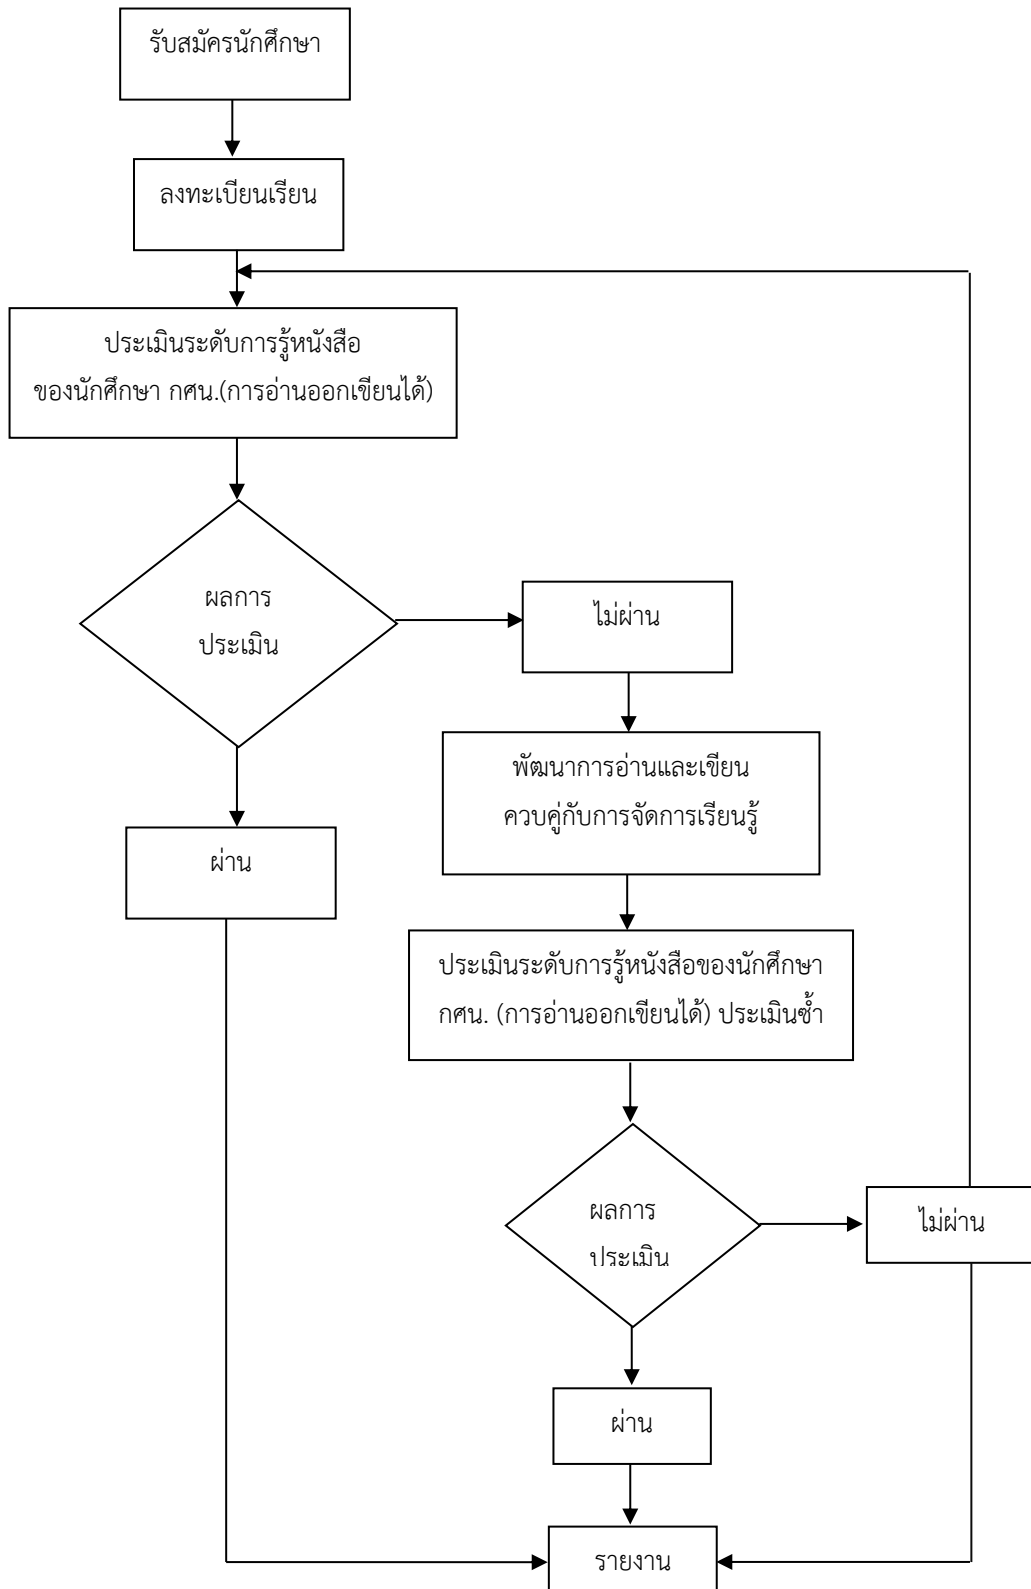 รับสมัครนักศึกษา
ลงทะเบียนเรียน
ประเมินระดับการรู้หนังสือ
ของนักศึกษา กศน.(การอ่านออกเขียนได้)
ผลการ
ประเมิน
ไม่ผ่าน
พัฒนาการอ่านและเขียน
ควบคู่กับการจัดการเรียนรู้
ผ่าน
ประเมินระดับการรู้หนังสือของนักศึกษา
กศน. (การอ่านออกเขียนได้) ประเมินซ้ำ
ผลการ
ประเมิน
ไม่ผ่าน
ผ่าน
รายงาน